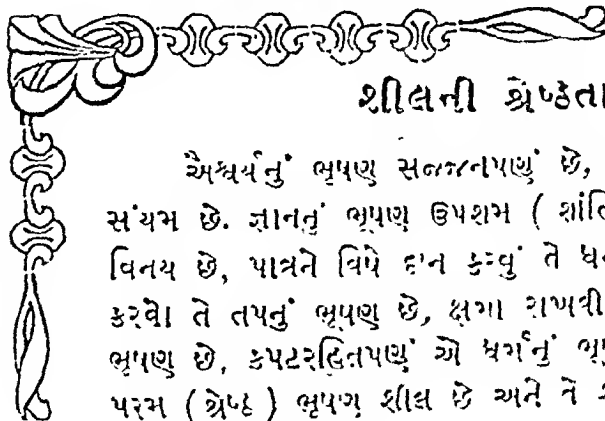 શીલની શ્રેષ્ઠતા
ઐશ્વર્યનું ભૂષણ સજ્જનપણું છે,
સંયમ છે. જ્ઞાનનું ભૂષણ ઉપશમ ( શાંતિ
વિનય છે, પાત્રને વિષે દાન કરવું તે ધન
કરવો તે તપનું ભૂષણ છે, ક્ષમા રાખવી
ભૂષણ છે, કપટરહિતપણું એ ધર્મનું ભૂષ
પરમ ( શ્રેષ્ઠ ) ભૂષણ શીલ છે અને તે